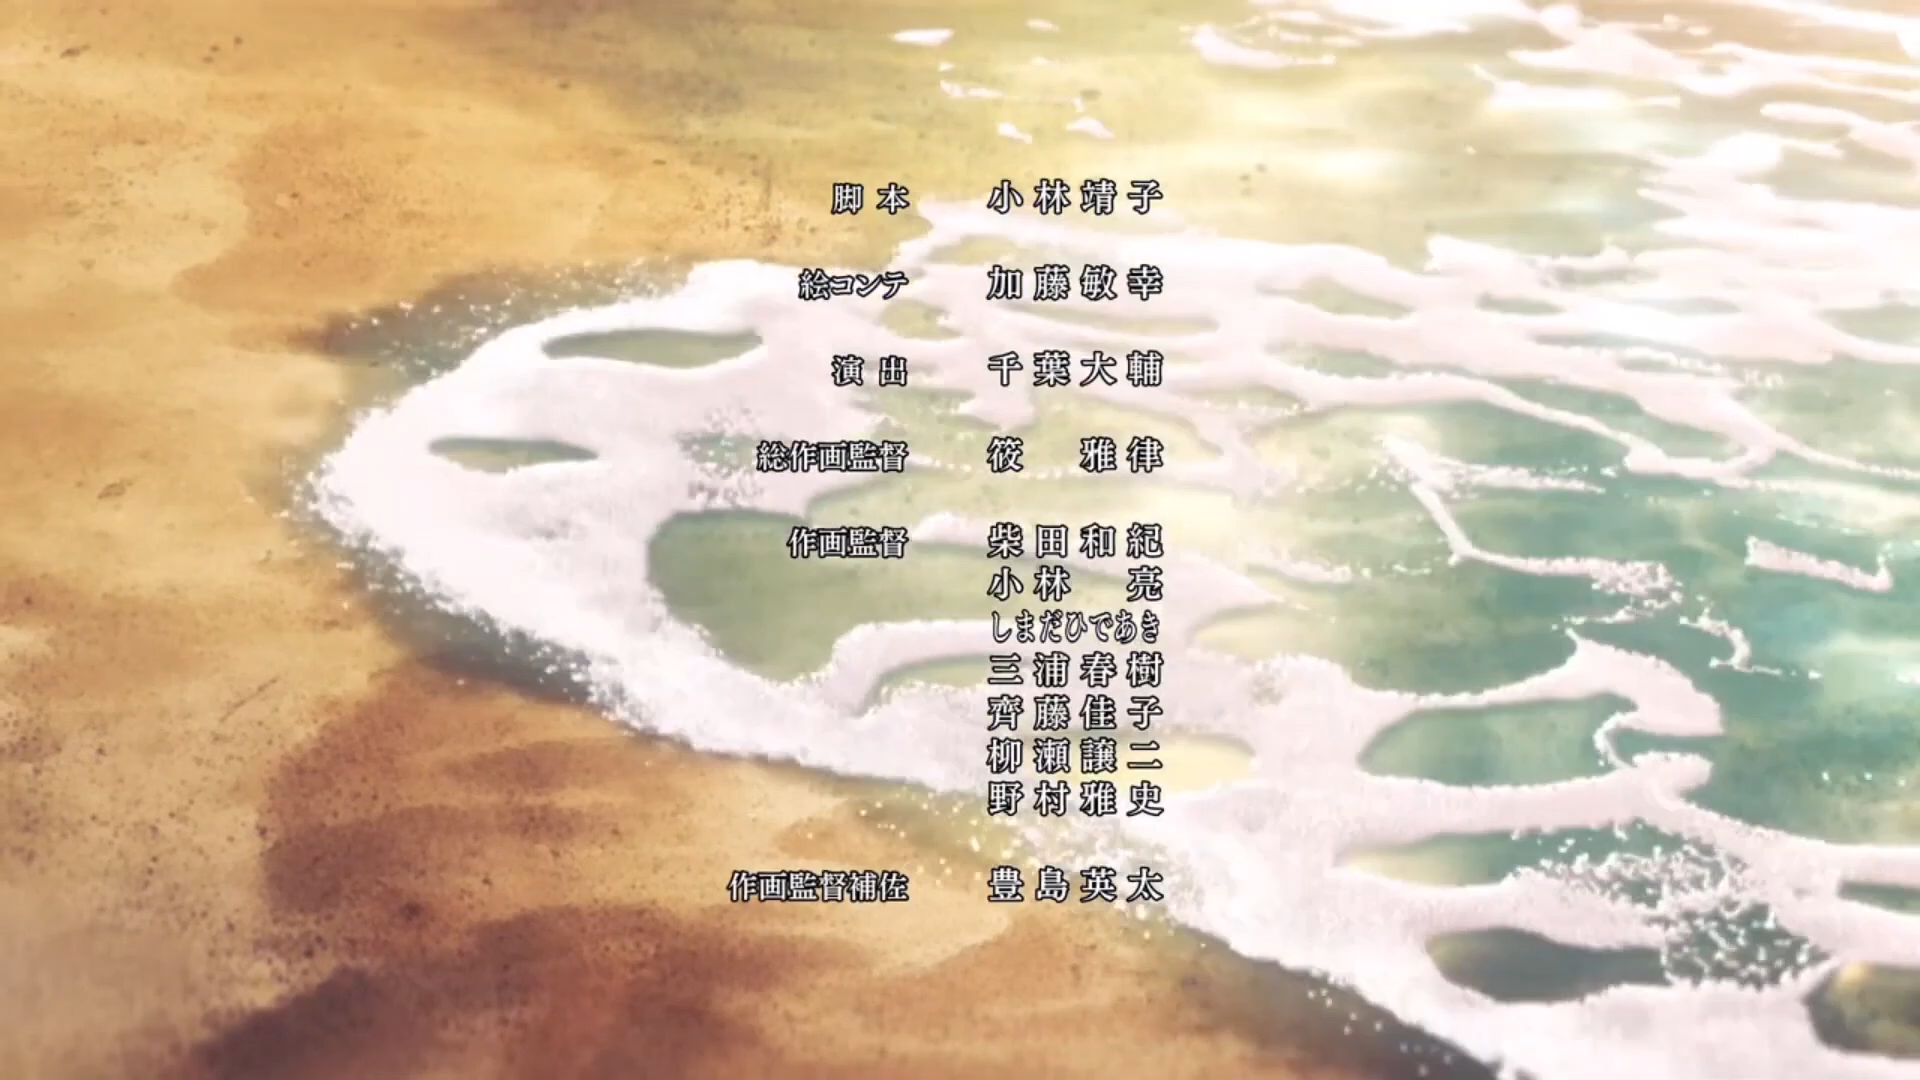 脚本 小林靖子
絵コンテ 加藤敏幸
演出 千葉大輔
総作画監督 筱 雅律
作画監督 柴田和紀
小林 亮
しまだひであき
三浦春樹
齊藤佳子
柳瀬譲二
野村雅史
作画監督補佐 豊島英太